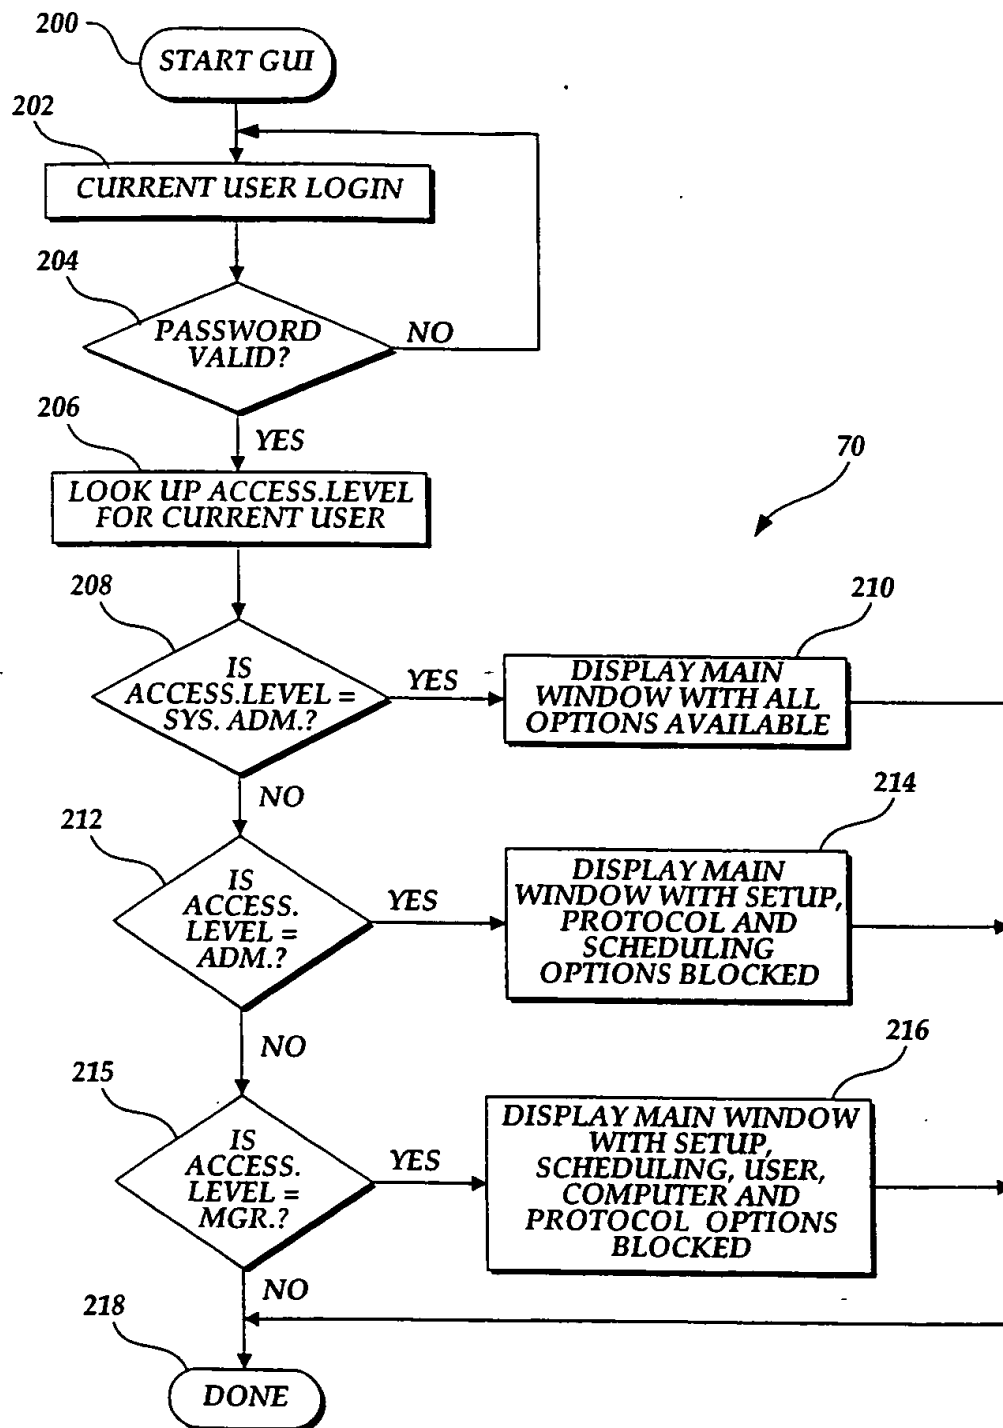 200
START GUI
202
CURRENT USER LOGIN
204
PASSWORD
VALID?
NO
206
YES
LOOK UP ACCESS.LEVEL
FOR CURRENT USER
70
208
IS
ACCESS.LEVEL =
SYS. ADM.?
YES
210
DISPLAY MAIN
WINDOW WITH ALL
OPTIONS AVAILABLE
NO
212
IS
ACCESS.
LEVEL =
ADM.?
YES
214
DISPLAY MAIN
WINDOW WITH SETUP,
PROTOCOL AND
SCHEDULING
OPTIONS BLOCKED
NO
215
IS
ACCESS.
LEVEL =
MGR.?
YES
216
DISPLAY MAIN WINDOW
WITH SETUP,
SCHEDULING, USER,
COMPUTER AND
PROTOCOL OPTIONS
BLOCKED
NO
218
DONE